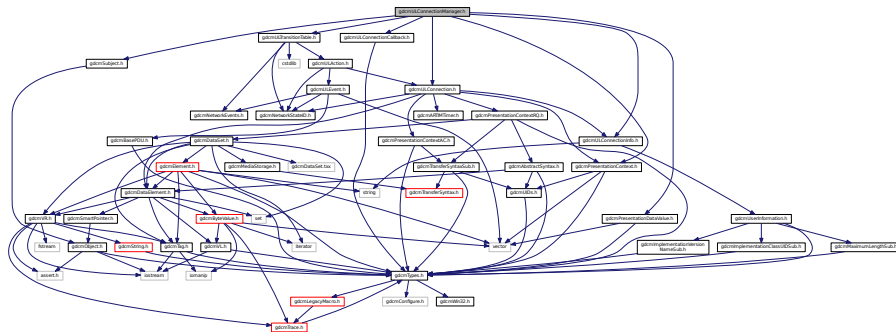 gdcmULConnectionManager.h
gdcmULTransitionTable.h
gdcmULConnectionCallback.h
gdcmSubject.h
cstdlib
gdcmULAction.h
gdcmULEvent.h
gdcmULConnection.h
gdcmNetworkEvents.h
gdcmNetworkStateID.h
gdcmARTIMTimer.h
gdcmPresentationContextRQ.h
gdcmBasePDU.h
gdcmDataSet.h
gdcmPresentationContextAC.h
gdcmULConnectionInfo.h
gdcmElement.h
gdcmMediaStorage.h
gdcmDataSet.txx
gdcmTransferSyntaxSub.h
gdcmAbstractSyntax.h
gdcmPresentationContext.h
gdcmDataElement.h
set
string
gdcmTransferSyntax.h
gdcmUIDs.h
gdcmVR.h
gdcmSmartPointer.h
gdcmByteValue.h
gdcmPresentationDataValue.h
gdcmUserInformation.h
fstream
gdcmObject.h
gdcmString.h
gdcmTag.h
gdcmVL.h
iterator
vector
gdcmImplementationVersion
NameSub.h
gdcmImplementationClassUIDSub.h
gdcmMaximumLengthSub.h
assert.h
iostream
iomanip
gdcmTypes.h
gdcmLegacyMacro.h
gdcmConfigure.h
gdcmWin32.h
gdcmTrace.h